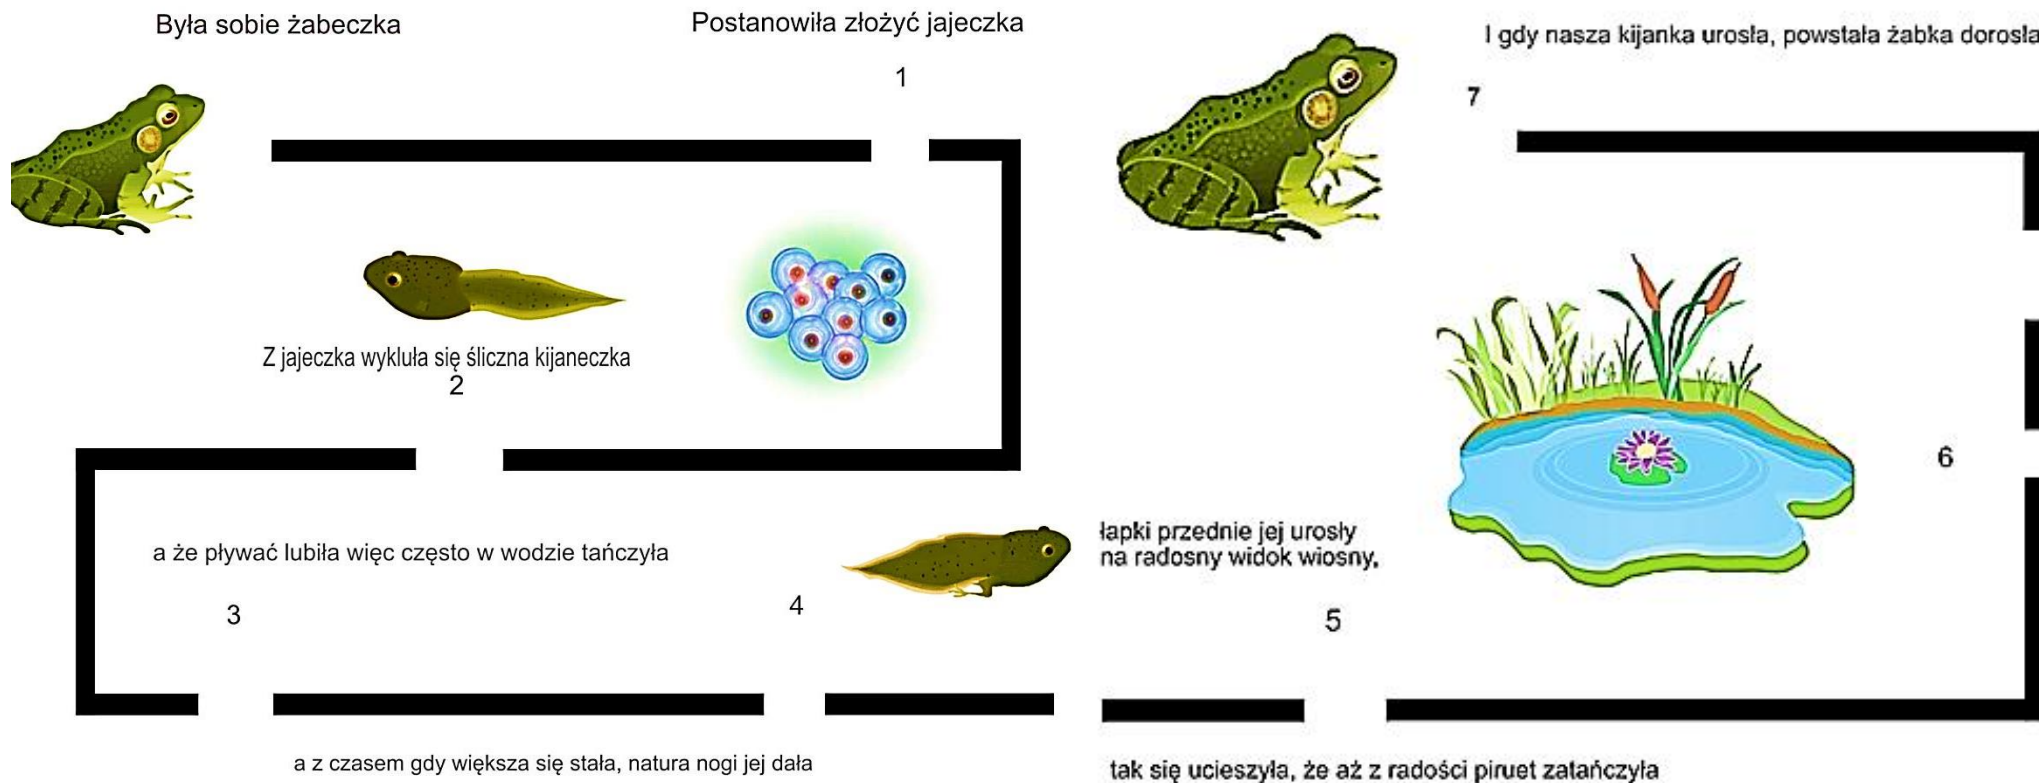 Była sobie żabeczka
Postanowiła złożyć jajeczka
1
Z jajeczka wykluła się śliczna kijaneczka
2
a że pływać lubiła więc często w wodzie tańczyła
3
a z czasem gdy większa się stała, natura nogi jej dała
4
łapki przednie jej urosły
na radosny widok wiosny,
5
tak się ucieszyła, że aż z radości piruet zatańczyła
6
I gdy nasza kijanka urosła, powstała żabka dorosła
7